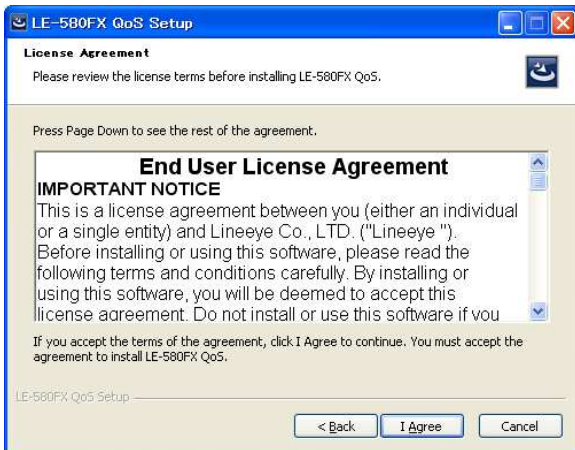 LE-580FX QoS Setup
License Agreement
Please review the license terms before installing LE-580FX QoS.
Press Page Down to see the rest of the agreement.
End User License Agreement
IMPORTANT NOTICE
This is a license agreement between you (either an individual
or a single entity) and Lineeye Co., LTD. ("Lineeye ").
Before installing or using this software, please read the
following terms and conditions carefully. By installing or
using this software, you will be deemed to accept this
license agreement. Do not install or use this software if you
If you accept the terms of the agreement, click I Agree to continue. You must accept the
agreement to install LE-580FX QoS.
LE-580FX QoS Setup
< Back I Agree Cancel